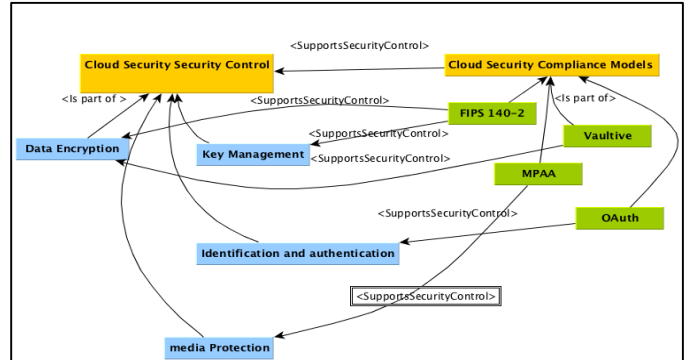 <SupportsSecurityControl>
Cloud Security Security Control
Cloud Security Compliance Models
<Is part of >
<SupportsSecurityControl>
<Is part of>
FIPS 140-2
<SupportsSecurityControl>
Vaultive
Data Encryption
Key Management
<SupportsSecurityControl>
MPAA
<SupportsSecurityControl>
OAuth
Identification and authentication
<SupportsSecurityControl>
media Protection